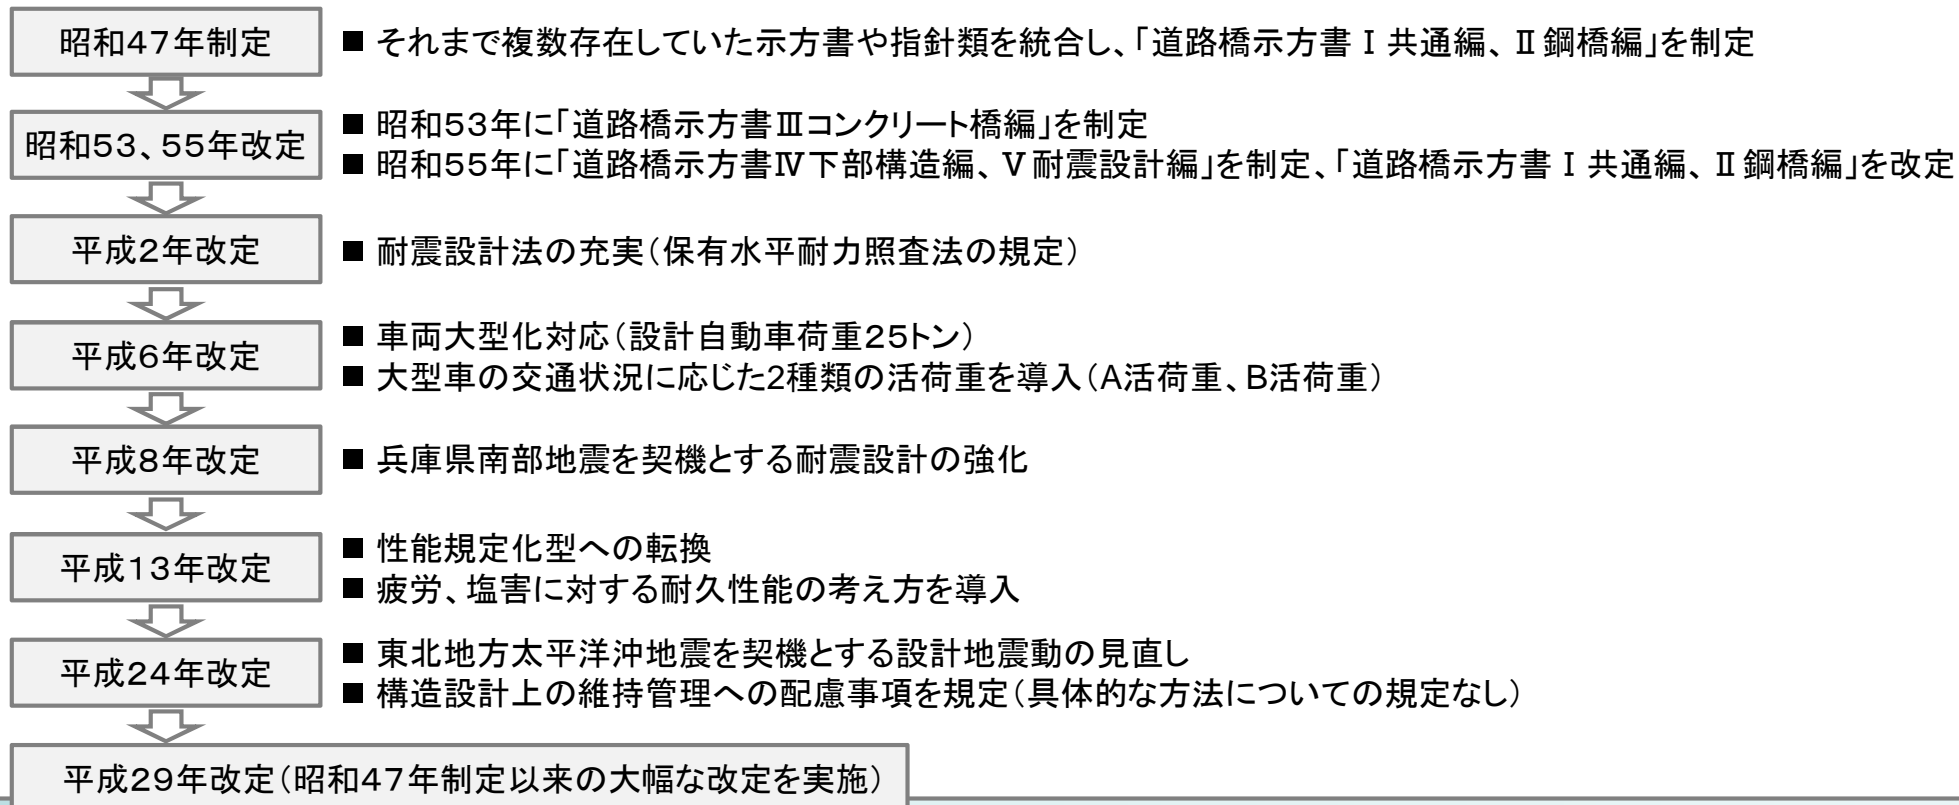 昭和47年制定
■ それまで複数存在していた示方書や指針類を統合し、「道路橋示方書Ⅰ共通編、Ⅱ鋼橋編」を制定
昭和53、55年改定
■ 昭和53年に「道路橋示方書Ⅲコンクリート橋編」を制定
■ 昭和55年に「道路橋示方書Ⅳ下部構造編、Ⅴ耐震設計編」を制定、「道路橋示方書Ⅰ共通編、Ⅱ鋼橋編」を改定
平成2年改定
■ 耐震設計法の充実（保有水平耐力照査法の規定）
平成6年改定
■ 車両大型化対応（設計自動車荷重25トン）
■ 大型車の交通状況に応じた2種類の活荷重を導入（A活荷重、B活荷重）
平成8年改定
■ 兵庫県南部地震を契機とする耐震設計の強化
平成13年改定
■ 性能規定化型への転換
■ 疲労、塩害に対する耐久性能の考え方を導入
平成24年改定
■ 東北地方太平洋沖地震を契機とする設計地震動の見直し
■ 構造設計上の維持管理への配慮事項を規定（具体的な方法についての規定なし）
平成29年改定（昭和47年制定以来の大幅な改定を実施）